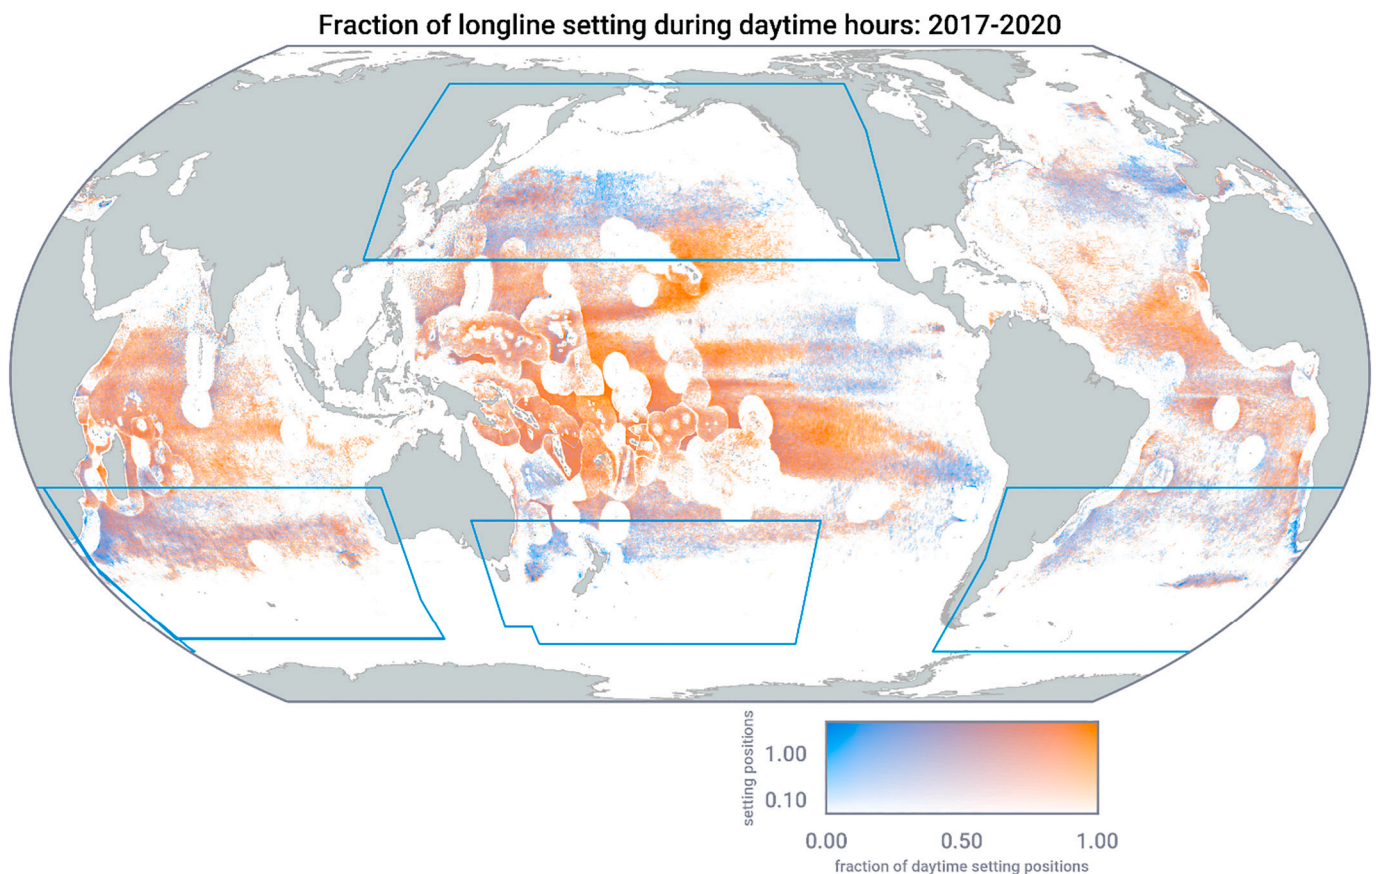 Fraction of longline setting during daytime hours: 2017-2020
setting positions
1.00
0.10
0.00 0.50 1.00
fraction of daytime setting positions